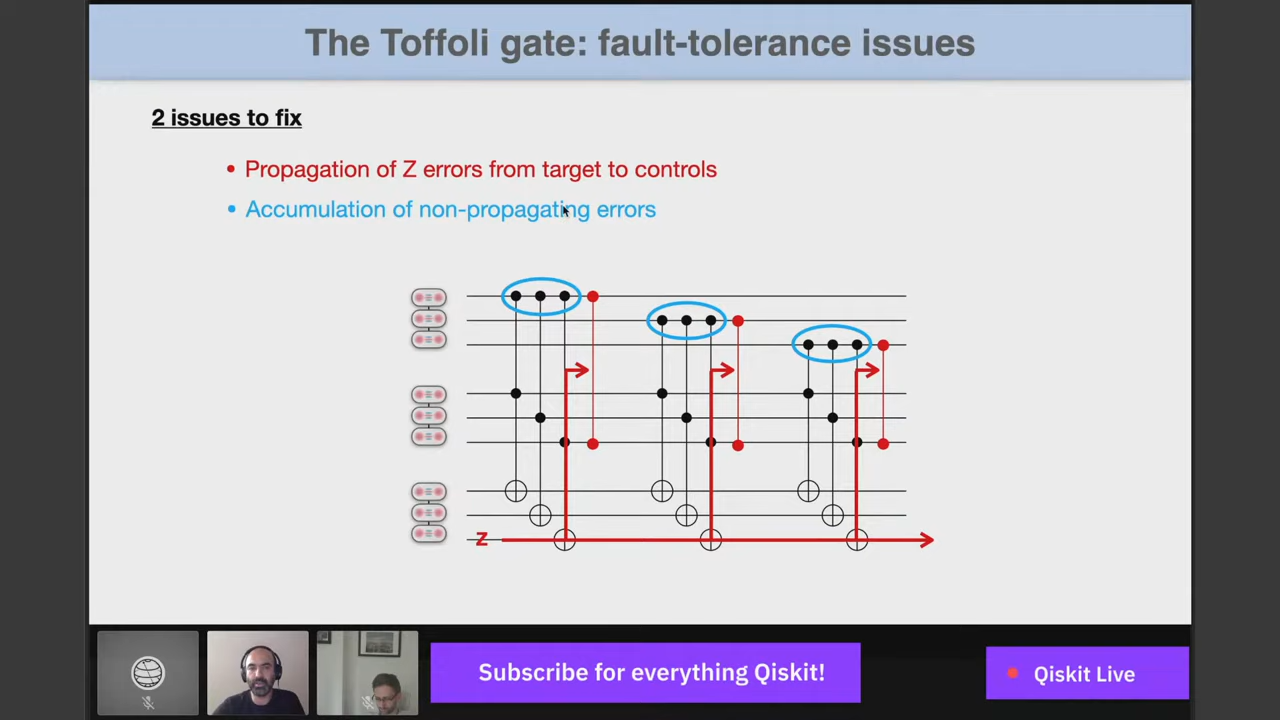 The Toffoli gate: fault-tolerance issues
2 issues to fix
• Propagation of Z errors from target to controls
• Accumulation of non-propagating errors
Z
Subscribe for everything Qiskit!
Qiskit Live